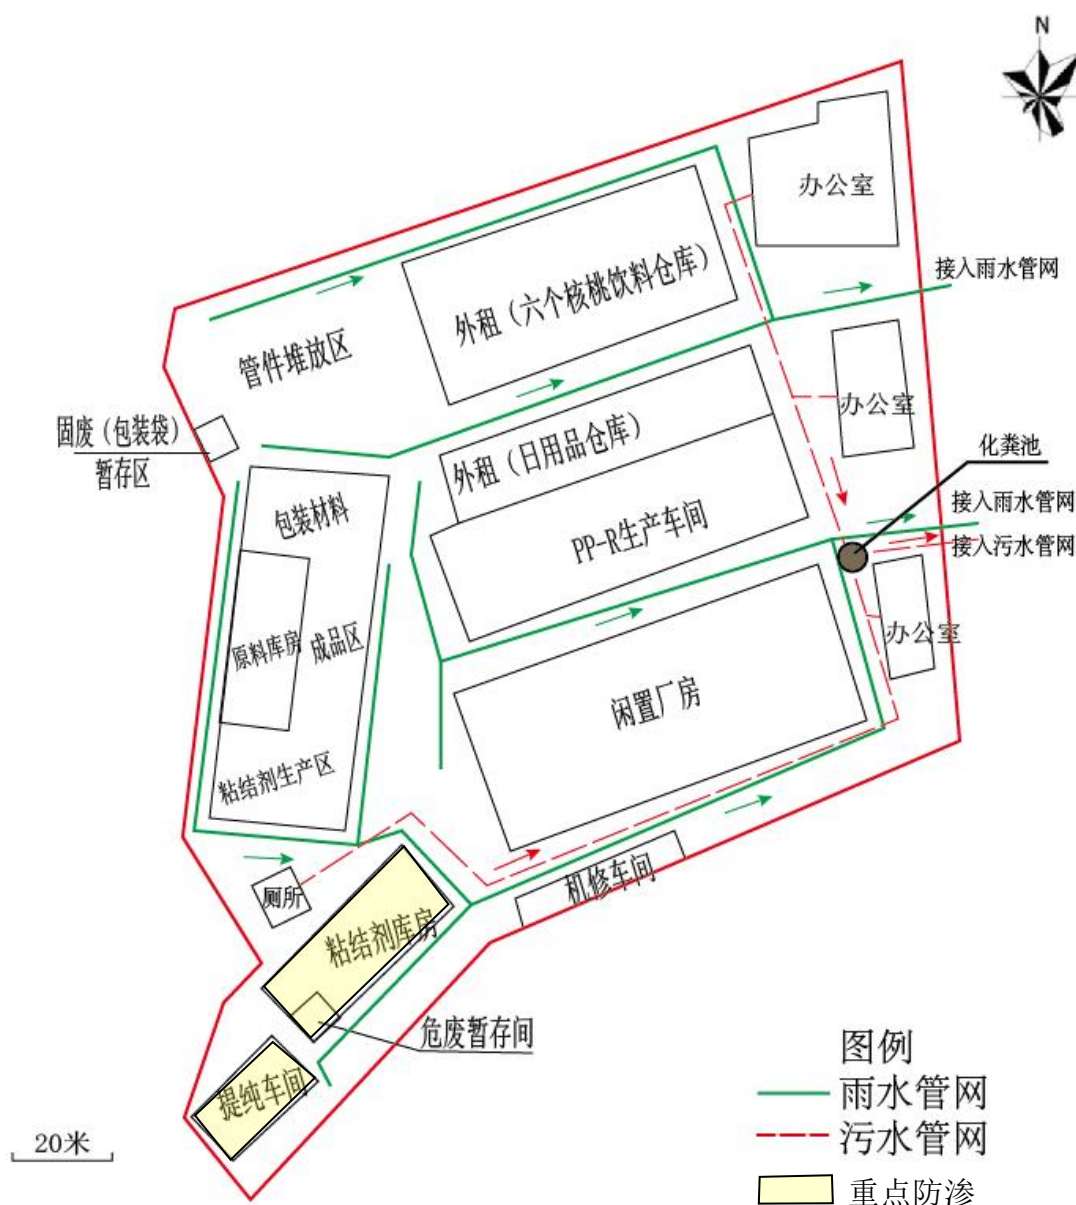 N
办公室
接入雨水管网
外租（六个核桃饮料仓库）
管件堆放区
办公室
固废（包装袋）
暂存区
外租（日用品仓库）
化粪池
包装材料
接入雨水管网
PP-R生产车间
接入污水管网
原料库房
成品区
办公室
闲置厂房
粘结剂生产区
机修车间
厕所
粘结剂库房
危废暂存间
提纯车间
20米
图例
雨水管网
污水管网
重点防渗